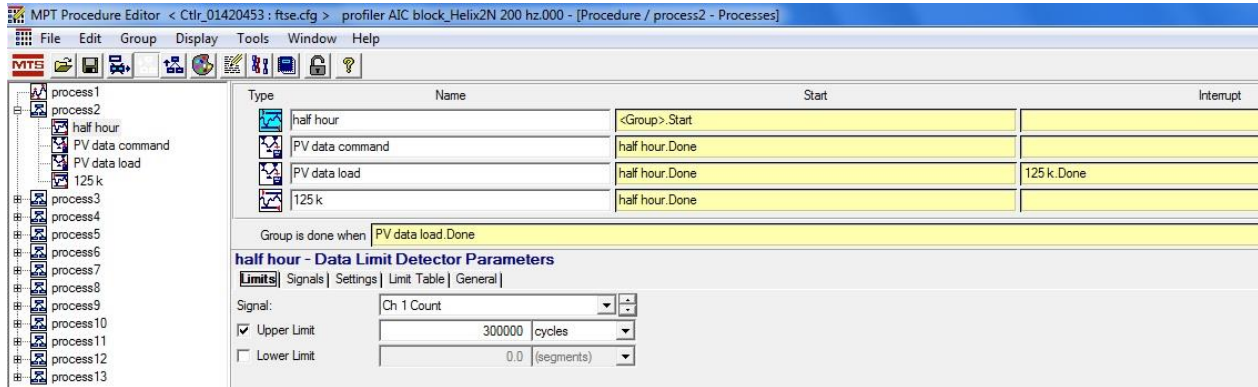 MPT Procedure Editor < Ctlr_01420453 : ftse.cfg > profiler AIC block_Helix2N 200 hz.000 - [Procedure / process2 - Processes]
File Edit Group Display Tools Window Help
MTS
process1
process2
half hour
PV data command
PV data load
125 k
process3
process4
process5
process6
process7
process8
process9
process10
process11
process12
process13
Type Name Start Interrupt
half hour <Group>.Start
PV data command half hour.Done
PV data load half hour.Done 125 k.Done
125 k half hour.Done
Group is done when PV data load.Done
half hour - Data Limit Detector Parameters
Limits Signals Settings Limit Table General
Signal: Ch 1 Count
Upper Limit 300000 cycles
Lower Limit 0.0 (segments)